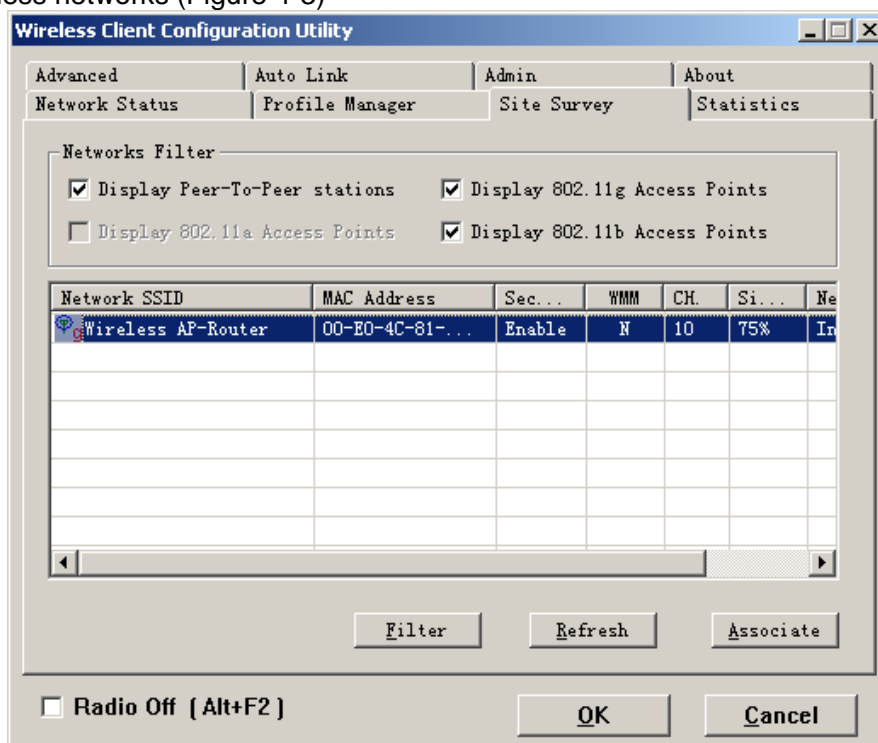 less networks (Figure 4-3)
Wireless Client Configuration Utility
Advanced Auto Link Admin About
Network Status Profile Manager Site Survey Statistics
Networks Filter
Display Peer-To-Peer stations Display 802.11g Access Points
Display 802.11a Access Points Display 802.11b Access Points
Network SSID MAC Address Sec... WMM CH. Si... Ne
Wireless AP-Router 00-E0-4C-81-... Enable N 10 75% In
Filter Refresh Associate
Radio Off (Alt+F2) OK Cancel